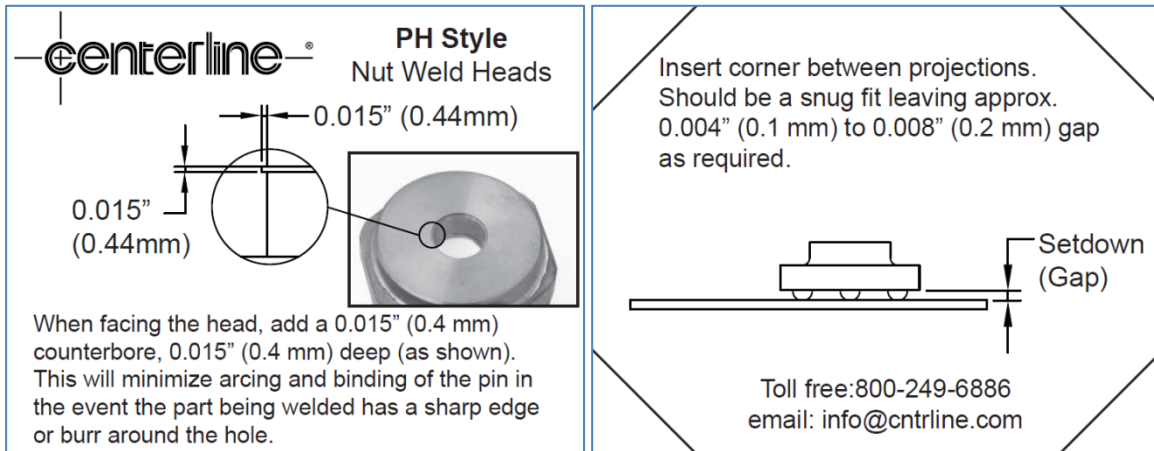 centerline®
PH Style
Nut Weld Heads
0.015” (0.44mm)
0.015”
(0.44mm)
When facing the head, add a 0.015” (0.4 mm)
counterbore, 0.015” (0.4 mm) deep (as shown).
This will minimize arcing and binding of the pin in
the event the part being welded has a sharp edge
or burr around the hole.
Insert corner between projections.
Should be a snug fit leaving approx.
0.004” (0.1 mm) to 0.008” (0.2 mm) gap
as required.
Setdown
(Gap)
Toll free:800-249-6886
email: info@cntrline.com